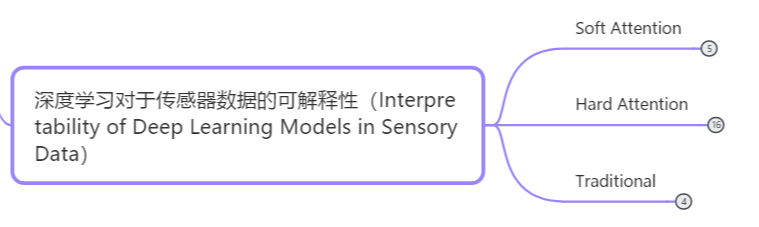 深度学习对于传感器数据的可解释性（Interpre
tability of Deep Learning Models in Sensory
Data）
Soft Attention
5
Hard Attention
16
Traditional
4